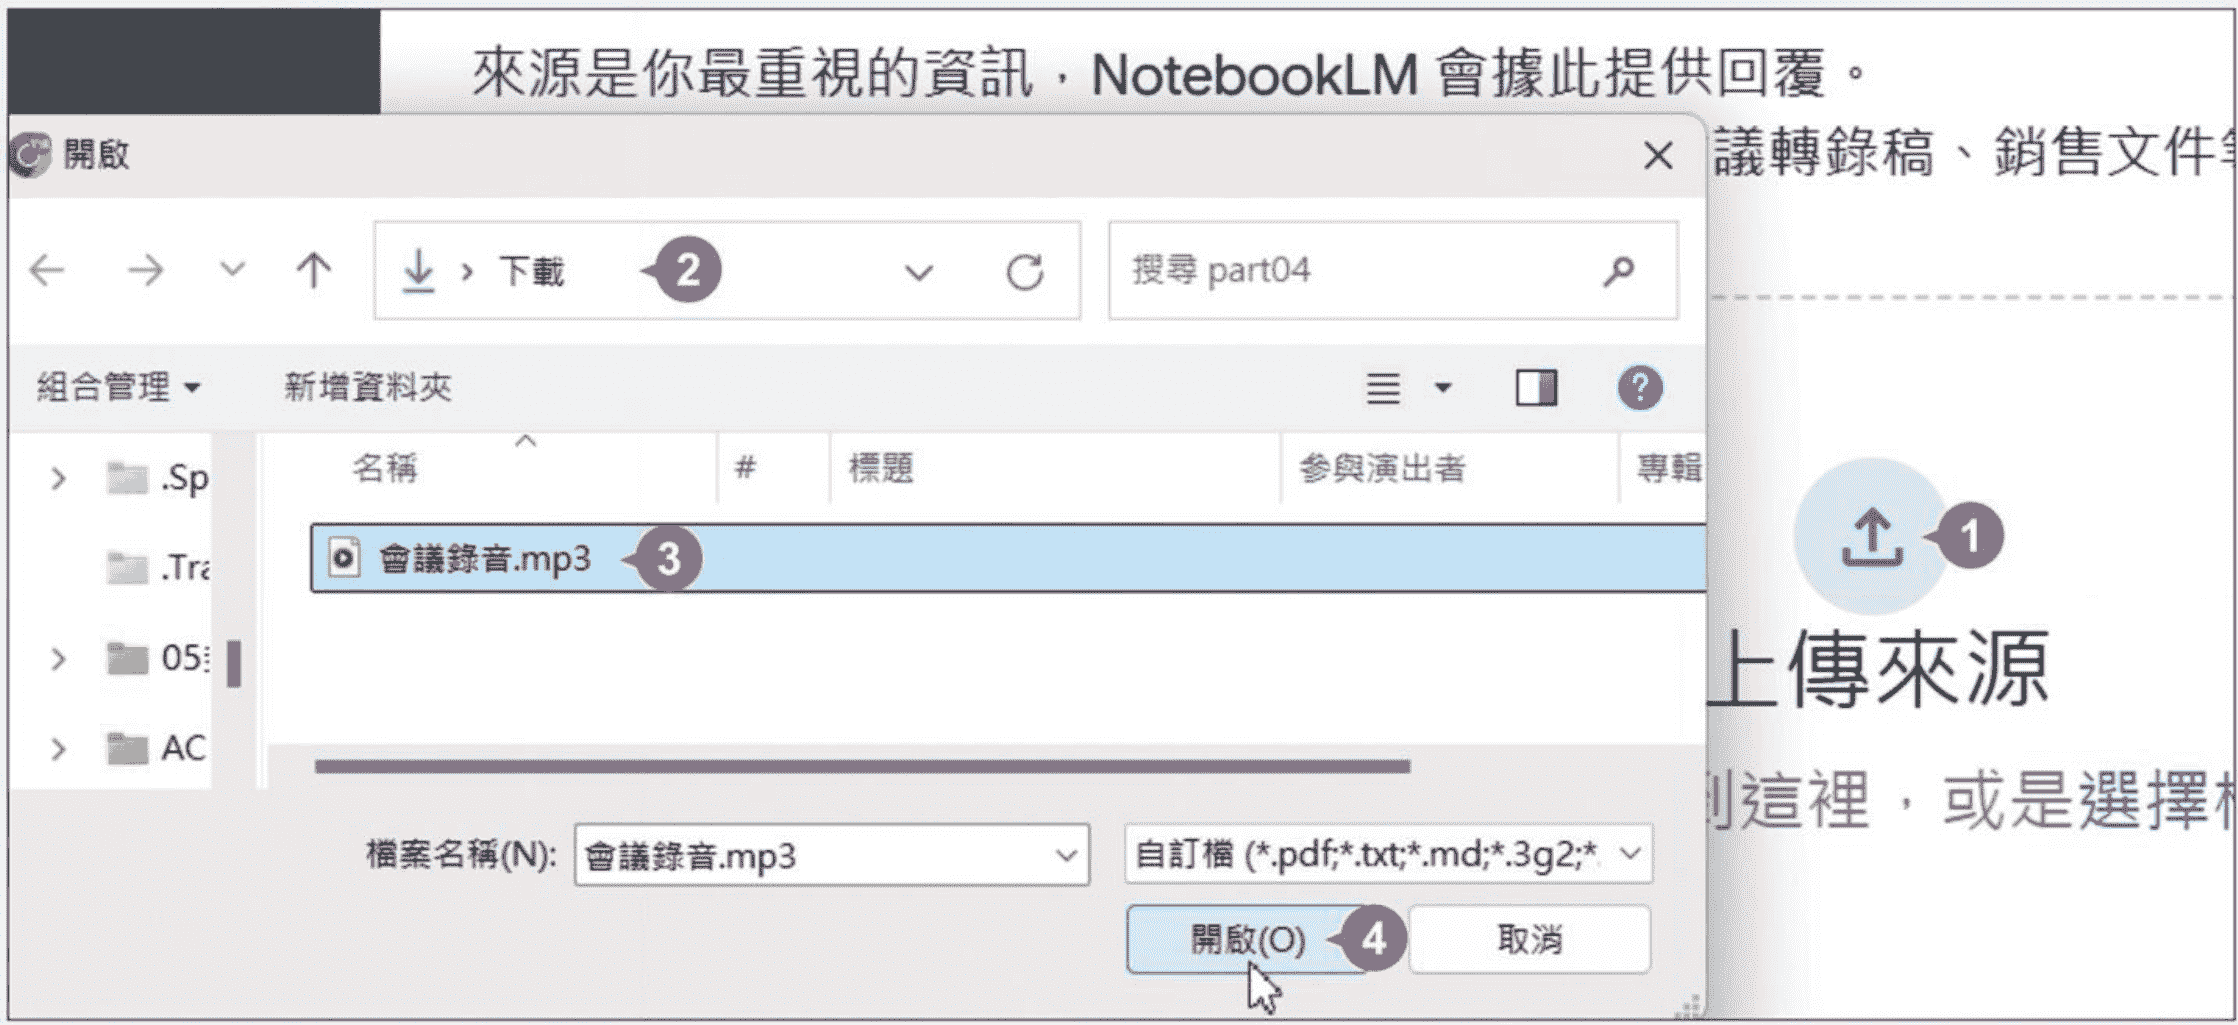 來源是你最重視的資訊，NotebookLM 會據此提供回覆。
議轉錄稿、銷售文件
開啟
下載 2
搜尋 part04
組合管理 新增資料夾
?
名稱 # 標題 參與演出者 專輯
.Sp
.Tra
05
AC
會議錄音.mp3 3
1
上傳來源
到這裡，或是選擇
檔案名稱(N): 會議錄音.mp3 自訂檔 (*.pdf;*.txt;*.md;*.3g2;*.
開啟(O) 4 取消